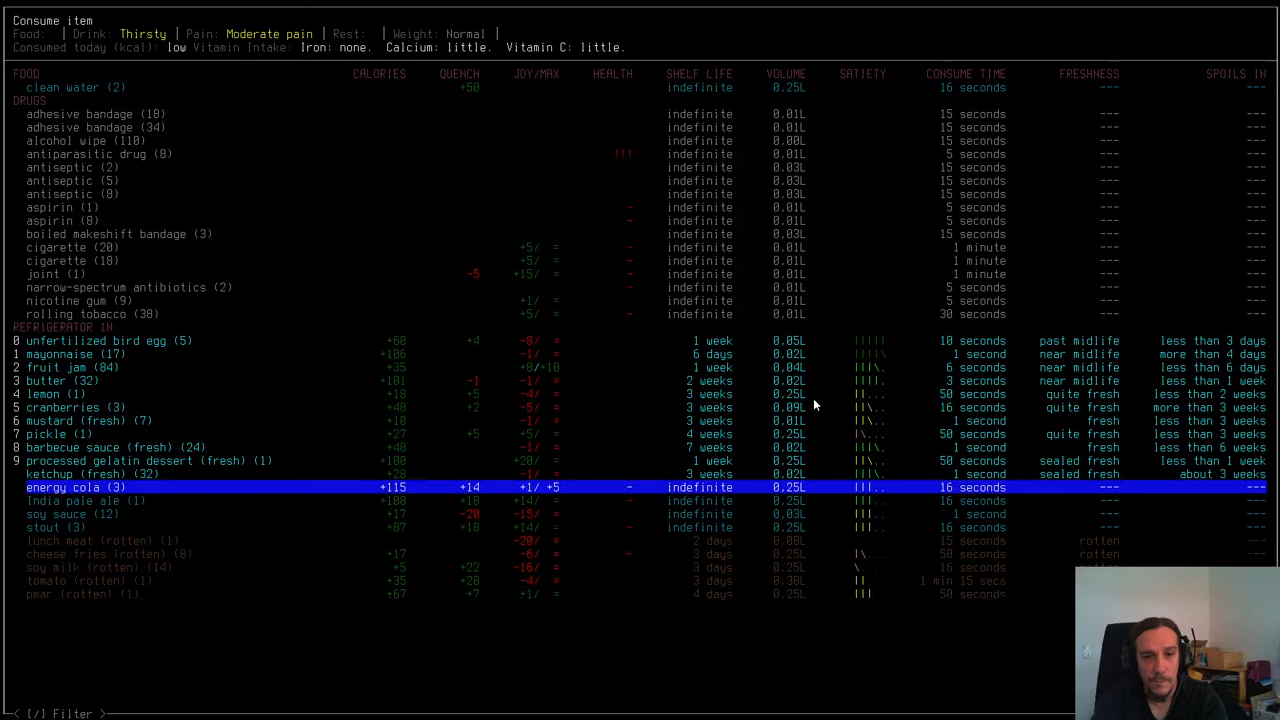 Consume item
Food: | Drink: Thirsty | Pain: Moderate pain | Rest: | Weight: Normal |
Consumed today (kcal): low Vitamin Intake: Iron: none. Calcium: little. Vitamin C: little.
FOOD CALORIES QUENCH JOY/MAX HEALTH SHELF LIFE VOLUME SATIETY CONSUME TIME FRESHNESS SPOILS IN
clean water (2) +50 indefinite 0.25L 16 seconds --- ---
DRUGS
adhesive bandage (18) indefinite 0.01L 15 seconds --- ---
adhesive bandage (34) indefinite 0.01L 15 seconds --- ---
alcohol wipe (110) indefinite 0.00L 15 seconds --- ---
antiparasitic drug (8) !!! indefinite 0.01L 5 seconds --- ---
antiseptic (2) indefinite 0.03L 15 seconds --- ---
antiseptic (5) indefinite 0.03L 15 seconds --- ---
antiseptic (8) indefinite 0.03L 15 seconds --- ---
aspirin (1) - indefinite 0.01L 5 seconds --- ---
aspirin (8) - indefinite 0.01L 5 seconds --- ---
boiled makeshift bandage (3) indefinite 0.01L 15 seconds --- ---
cigarette (20) +5/ = - indefinite 0.01L 1 minute --- ---
cigarette (18) +5/ = - indefinite 0.01L 1 minute --- ---
joint (1) -5 +15/ = - indefinite 0.01L 1 minute --- ---
narrow-spectrum antibiotics (2) - indefinite 0.01L 5 seconds --- ---
nicotine gum (9) +1/ = indefinite 0.01L 5 seconds --- ---
rolling tobacco (38) +5/ = - indefinite 0.01L 30 seconds --- ---
REFRIGERATOR IN
0 unfertilized bird egg (5) +60 +4 -8/ = 1 week 0.05L ||||| 10 seconds past midlife less than 3 days
1 mayonnaise (17) +106 -1/ = 6 days 0.02L ||||\ 1 second near midlife more than 4 days
2 fruit jam (84) +35 +8/+10 1 week 0.04L |||\. 6 seconds near midlife less than 6 days
3 butter (32) +101 -1 -1/ = 2 weeks 0.02L ||||\ 3 seconds near midlife less than 1 week
4 lemon (1) +18 +5 -4/ = 3 weeks 0.25L ||... 50 seconds quite fresh less than 2 weeks
5 cranberries (3) +40 +2 -5/ = 3 weeks 0.09L ||\.. 16 seconds quite fresh more than 3 weeks
6 mustard (fresh) (7) +10 -1/ = 3 weeks 0.01L ||\.. 1 second fresh less than 3 weeks
7 pickle (1) +27 +5 +5/ = 4 weeks 0.25L |\... 50 seconds quite fresh less than 3 weeks
8 barbecue sauce (fresh) (24) +40 -1/ = 7 weeks 0.02L |||\. 1 second fresh less than 6 weeks
9 processed gelatin dessert (fresh) (1) +108 +20/ = 1 week 0.25L ||\.. 16 seconds sealed fresh less than 1 week
ketchup (fresh) (32) +28 -1/ = 3 weeks 0.02L 1 second sealed fresh about 3 weeks
energy cola (3) +115 +14 +1/ +5 - indefinite 0.25L |||.. 16 seconds --- ---
India pale ale (1) +108 +18 +14/ = - indefinite 0.25L |||.. 16 seconds --- ---
soy sauce (12) +17 -20 -15/ = indefinite 0.03L |||.. 1 second --- ---
stout (3) +87 +18 +14/ = - indefinite 0.25L |||.. 16 seconds --- ---
lunch meat (rotten) (1) -20/ = 2 days 0.08L 15 seconds rotten
cheese fries (rotten) (8) +17 -6/ = - 3 days 0.25L |\... 50 seconds rotten
soy milk (rotten) (14) +5 +22 -16/ = 3 days 0.25L \.... 16 seconds
tomato (rotten) (1) +35 +28 -4/ = 3 days 0.38L ||. 1 min 15 secs
pear (rotten) (1) +67 +7 +1/ = 4 days 0.25L |||. 50 seconds
< [/] Filter >